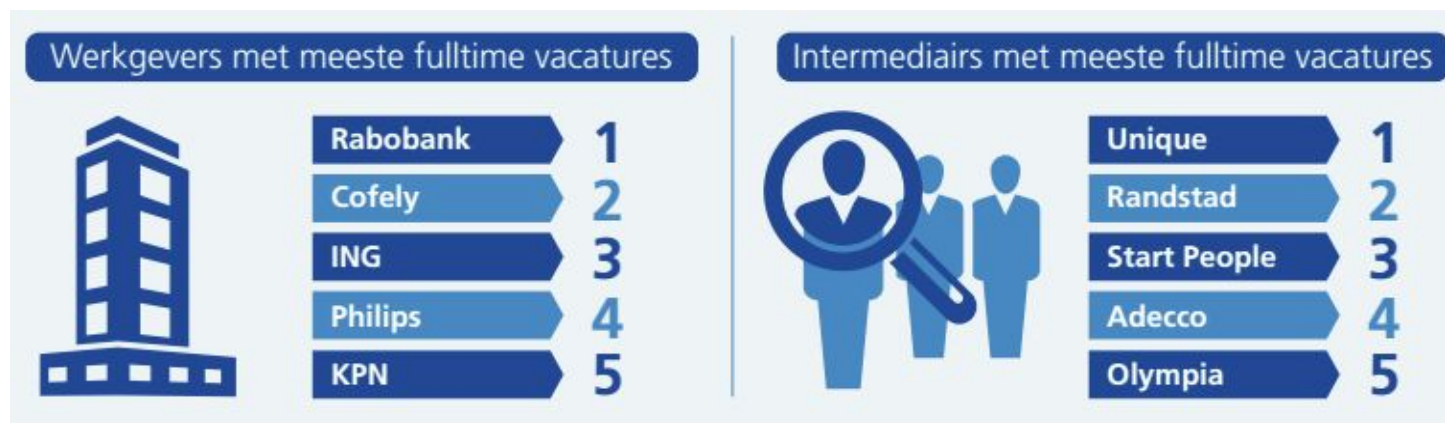 Werkgevers met meeste fulltime vacatures
Rabobank 1
Cofely 2
ING 3
Philips 4
KPN 5
Intermediairs met meeste fulltime vacatures
Unique 1
Randstad 2
Start People 3
Adecco 4
Olympia 5